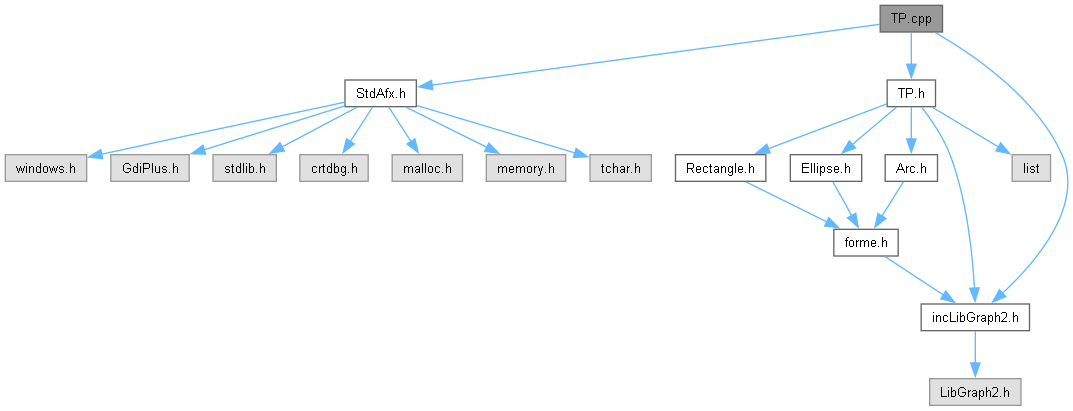 TP.cpp
StdAfx.h
TP.h
windows.h
GdiPlus.h
stdlib.h
crtdbg.h
malloc.h
memory.h
tchar.h
Rectangle.h
Ellipse.h
Arc.h
list
forme.h
incLibGraph2.h
LibGraph2.h